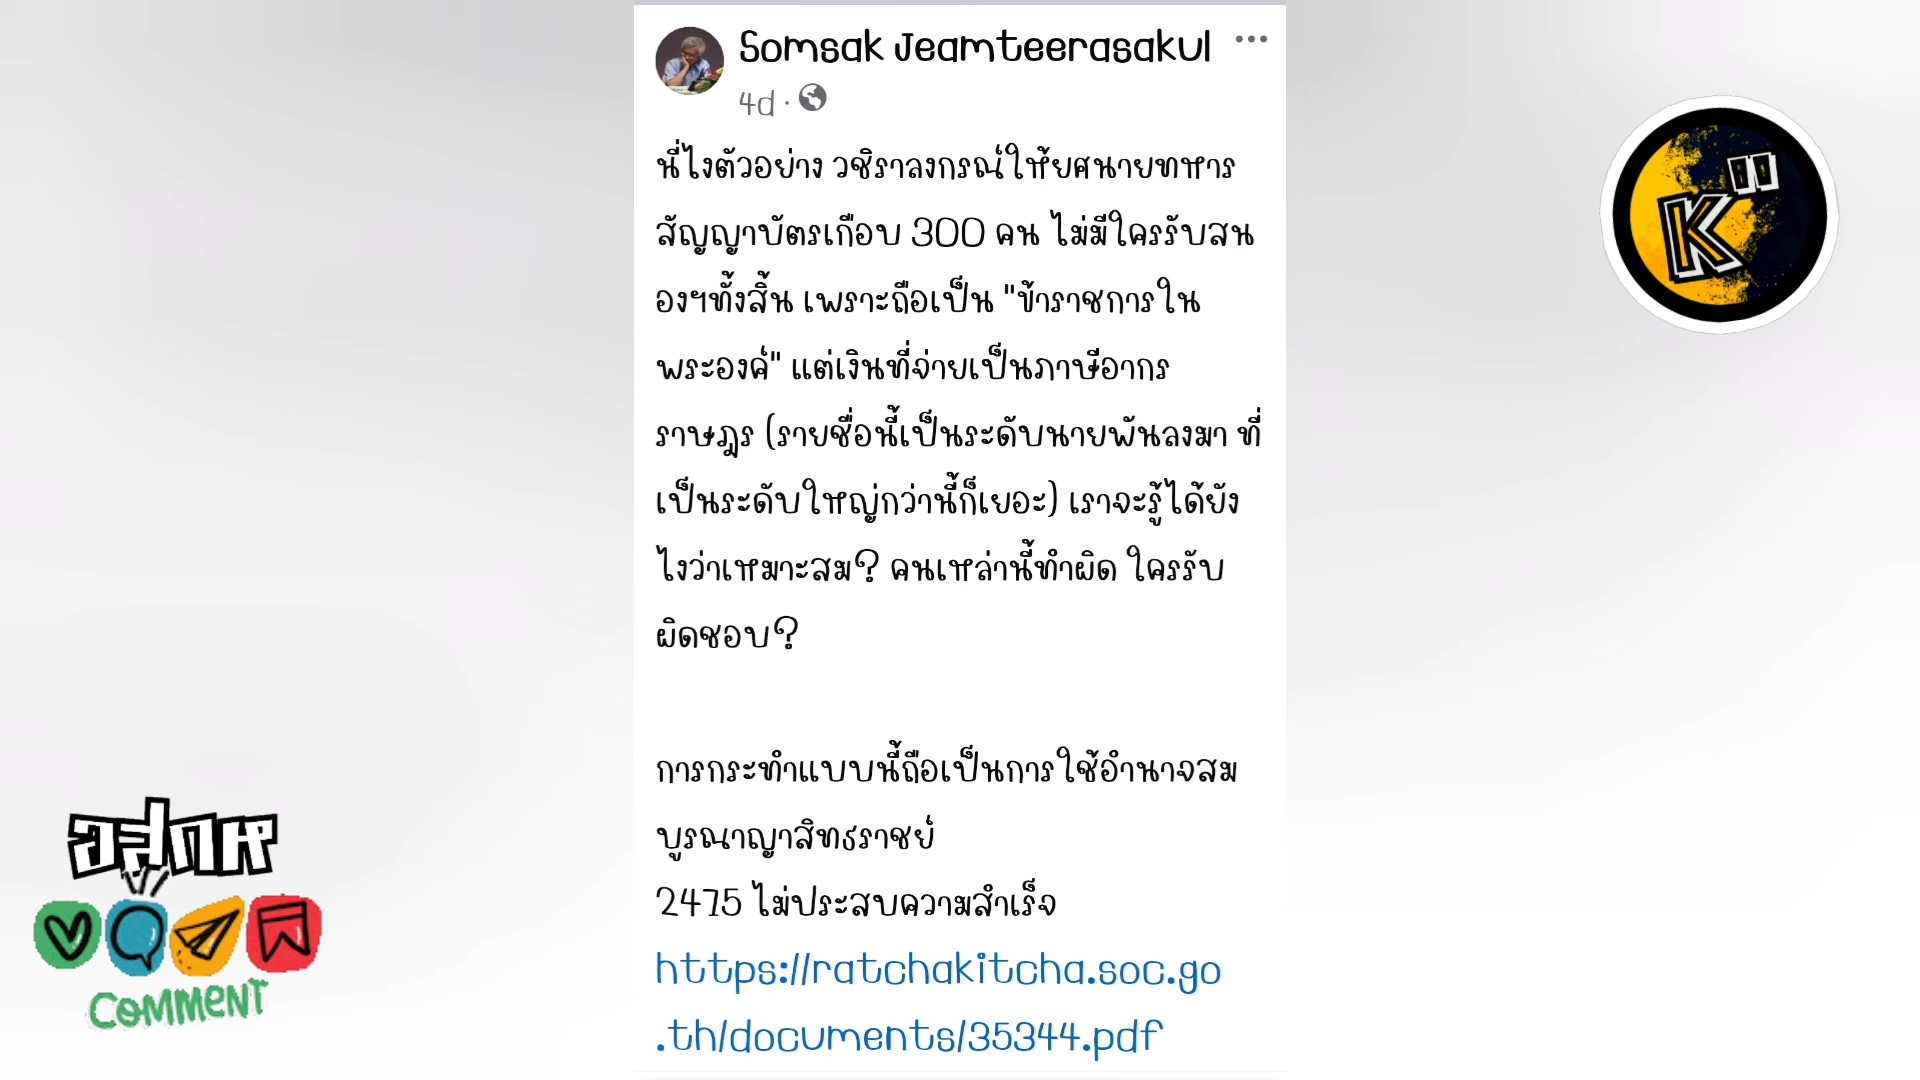 Somsak Jeamteerasakul
4d ·
นี่ไงตัวอย่าง วชิราลงกรณ์ให้ยศนายทหาร
สัญญาบัตรเกือบ 300 คน ไม่มีใครรับสน
องฯทั้งสิ้น เพราะถือเป็น "ข้าราชการใน
พระองค์" แต่เงินที่จ่ายเป็นภาษีอากร
ราษฎร (รายชื่อนี้เป็นระดับนายพันลงมา ที่
เป็นระดับใหญ่กว่านี้ก็เยอะ) เราจะรู้ได้ยัง
ไงว่าเหมาะสม? คนเหล่านี้ทำผิด ใครรับ
ผิดชอบ?
การกระทำแบบนี้ถือเป็นการใช้อำนาจสม
บูรณาญาสิทธราชย์
2475 ไม่ประสบความสำเร็จ
https://ratchakitcha.soc.go
.th/documents/35344.pdf
K"
อสุกห
COMMENT